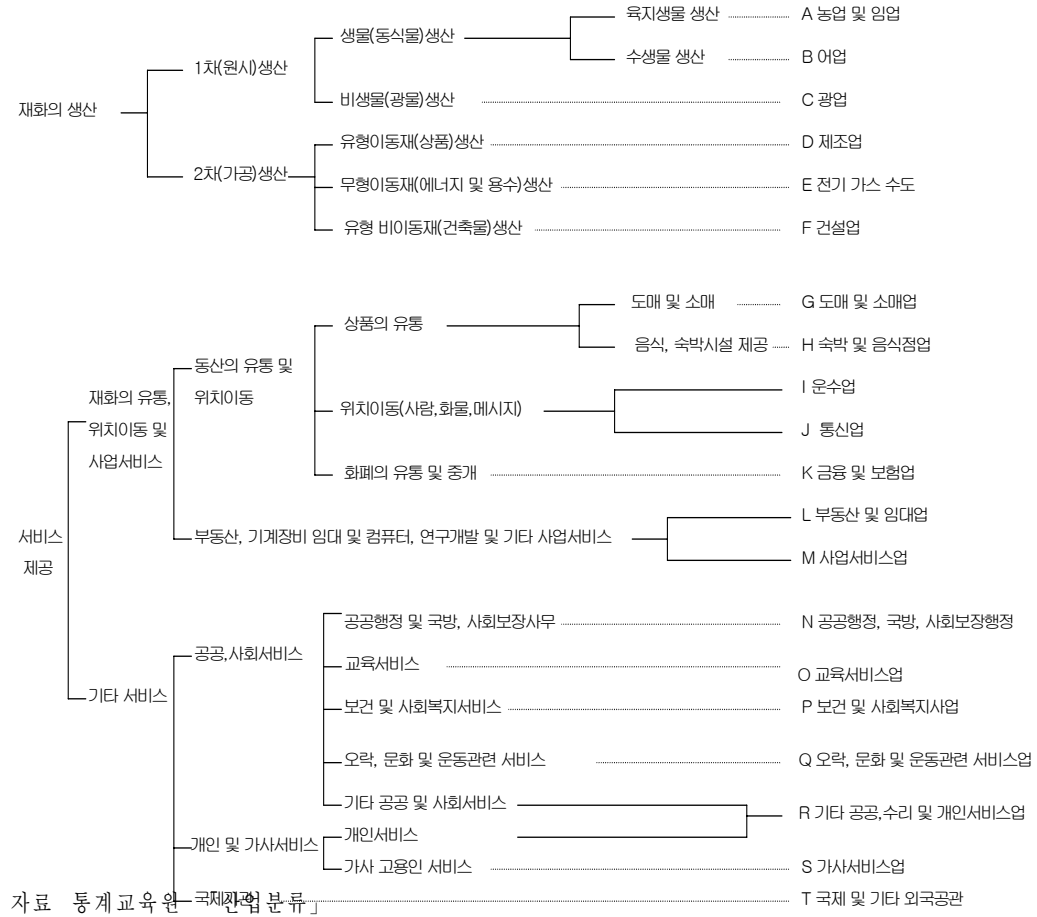 육지생물 생산 A 농업 및 임업
생물(동식물)생산
수생물 생산 B 어업
1차(원시)생산
비생물(광물)생산 C 광업
재화의 생산
유형이동재(상품)생산 D 제조업
2차(가공)생산
무형이동재(에너지 및 용수)생산 E 전기 가스 수도
유형 비이동재(건축물)생산 F 건설업
도매 및 소매 G 도매 및 소매업
상품의 유통
음식, 숙박시설 제공 H 숙박 및 음식점업
동산의 유통 및
위치이동
I 운수업
재화의 유통,
위치이동 및
사업서비스
위치이동(사람,화물,메시지)
J 통신업
화폐의 유통 및 중개 K 금융 및 보험업
L 부동산 및 임대업
서비스
제공
부동산, 기계장비 임대 및 컴퓨터, 연구개발 및 기타 사업서비스
M 사업서비스업
공공행정 및 국방, 사회보장사무 N 공공행정, 국방, 사회보장행정
공공,사회서비스
교육서비스 O 교육서비스업
기타 서비스
보건 및 사회복지서비스 P 보건 및 사회복지사업
오락, 문화 및 운동관련 서비스 Q 오락, 문화 및 운동관련 서비스업
기타 공공 및 사회서비스
R 기타 공공,수리 및 개인서비스업
개인 및 가사서비스
개인서비스
가사 고용인 서비스 S 가사서비스업
국제기관 T 국제 및 기타 외국공관
자료 통계교육원 「산업분류」